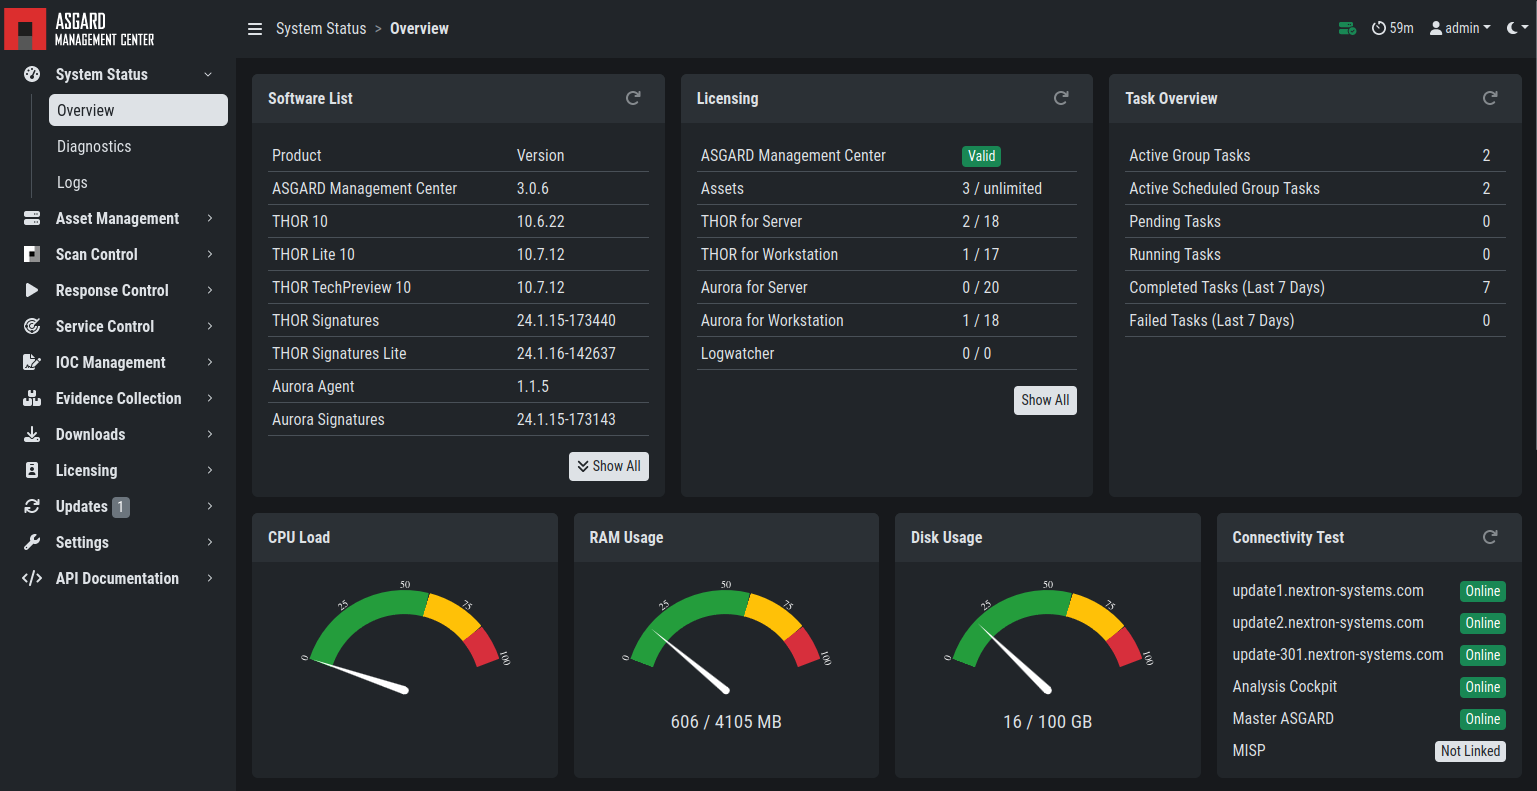 ASGARD
MANAGEMENT CENTER
System Status > Overview
59m
admin
System Status
Overview
Diagnostics
Logs
Asset Management
Scan Control
Response Control
Service Control
IOC Management
Evidence Collection
Downloads
Licensing
Updates 1
Settings
API Documentation
Software List
Product Version
ASGARD Management Center 3.0.6
THOR 10 10.6.22
THOR Lite 10 10.7.12
THOR TechPreview 10 10.7.12
THOR Signatures 24.1.15-173440
THOR Signatures Lite 24.1.16-142637
Aurora Agent 1.1.5
Aurora Signatures 24.1.15-173143
Show All
Licensing
ASGARD Management Center Valid
Assets 3 / unlimited
THOR for Server 2 / 18
THOR for Workstation 1 / 17
Aurora for Server 0 / 20
Aurora for Workstation 1 / 18
Logwatcher 0 / 0
Show All
Task Overview
Active Group Tasks 2
Active Scheduled Group Tasks 2
Pending Tasks 0
Running Tasks 0
Completed Tasks (Last 7 Days) 7
Failed Tasks (Last 7 Days) 0
CPU Load
0 25 50 75 100
RAM Usage
0 25 50 75 100
606 / 4105 MB
Disk Usage
0 25 50 75 100
16 / 100 GB
Connectivity Test
update1.nextron-systems.com Online
update2.nextron-systems.com Online
update-301.nextron-systems.com Online
Analysis Cockpit Online
Master ASGARD Online
MISP Not Linked